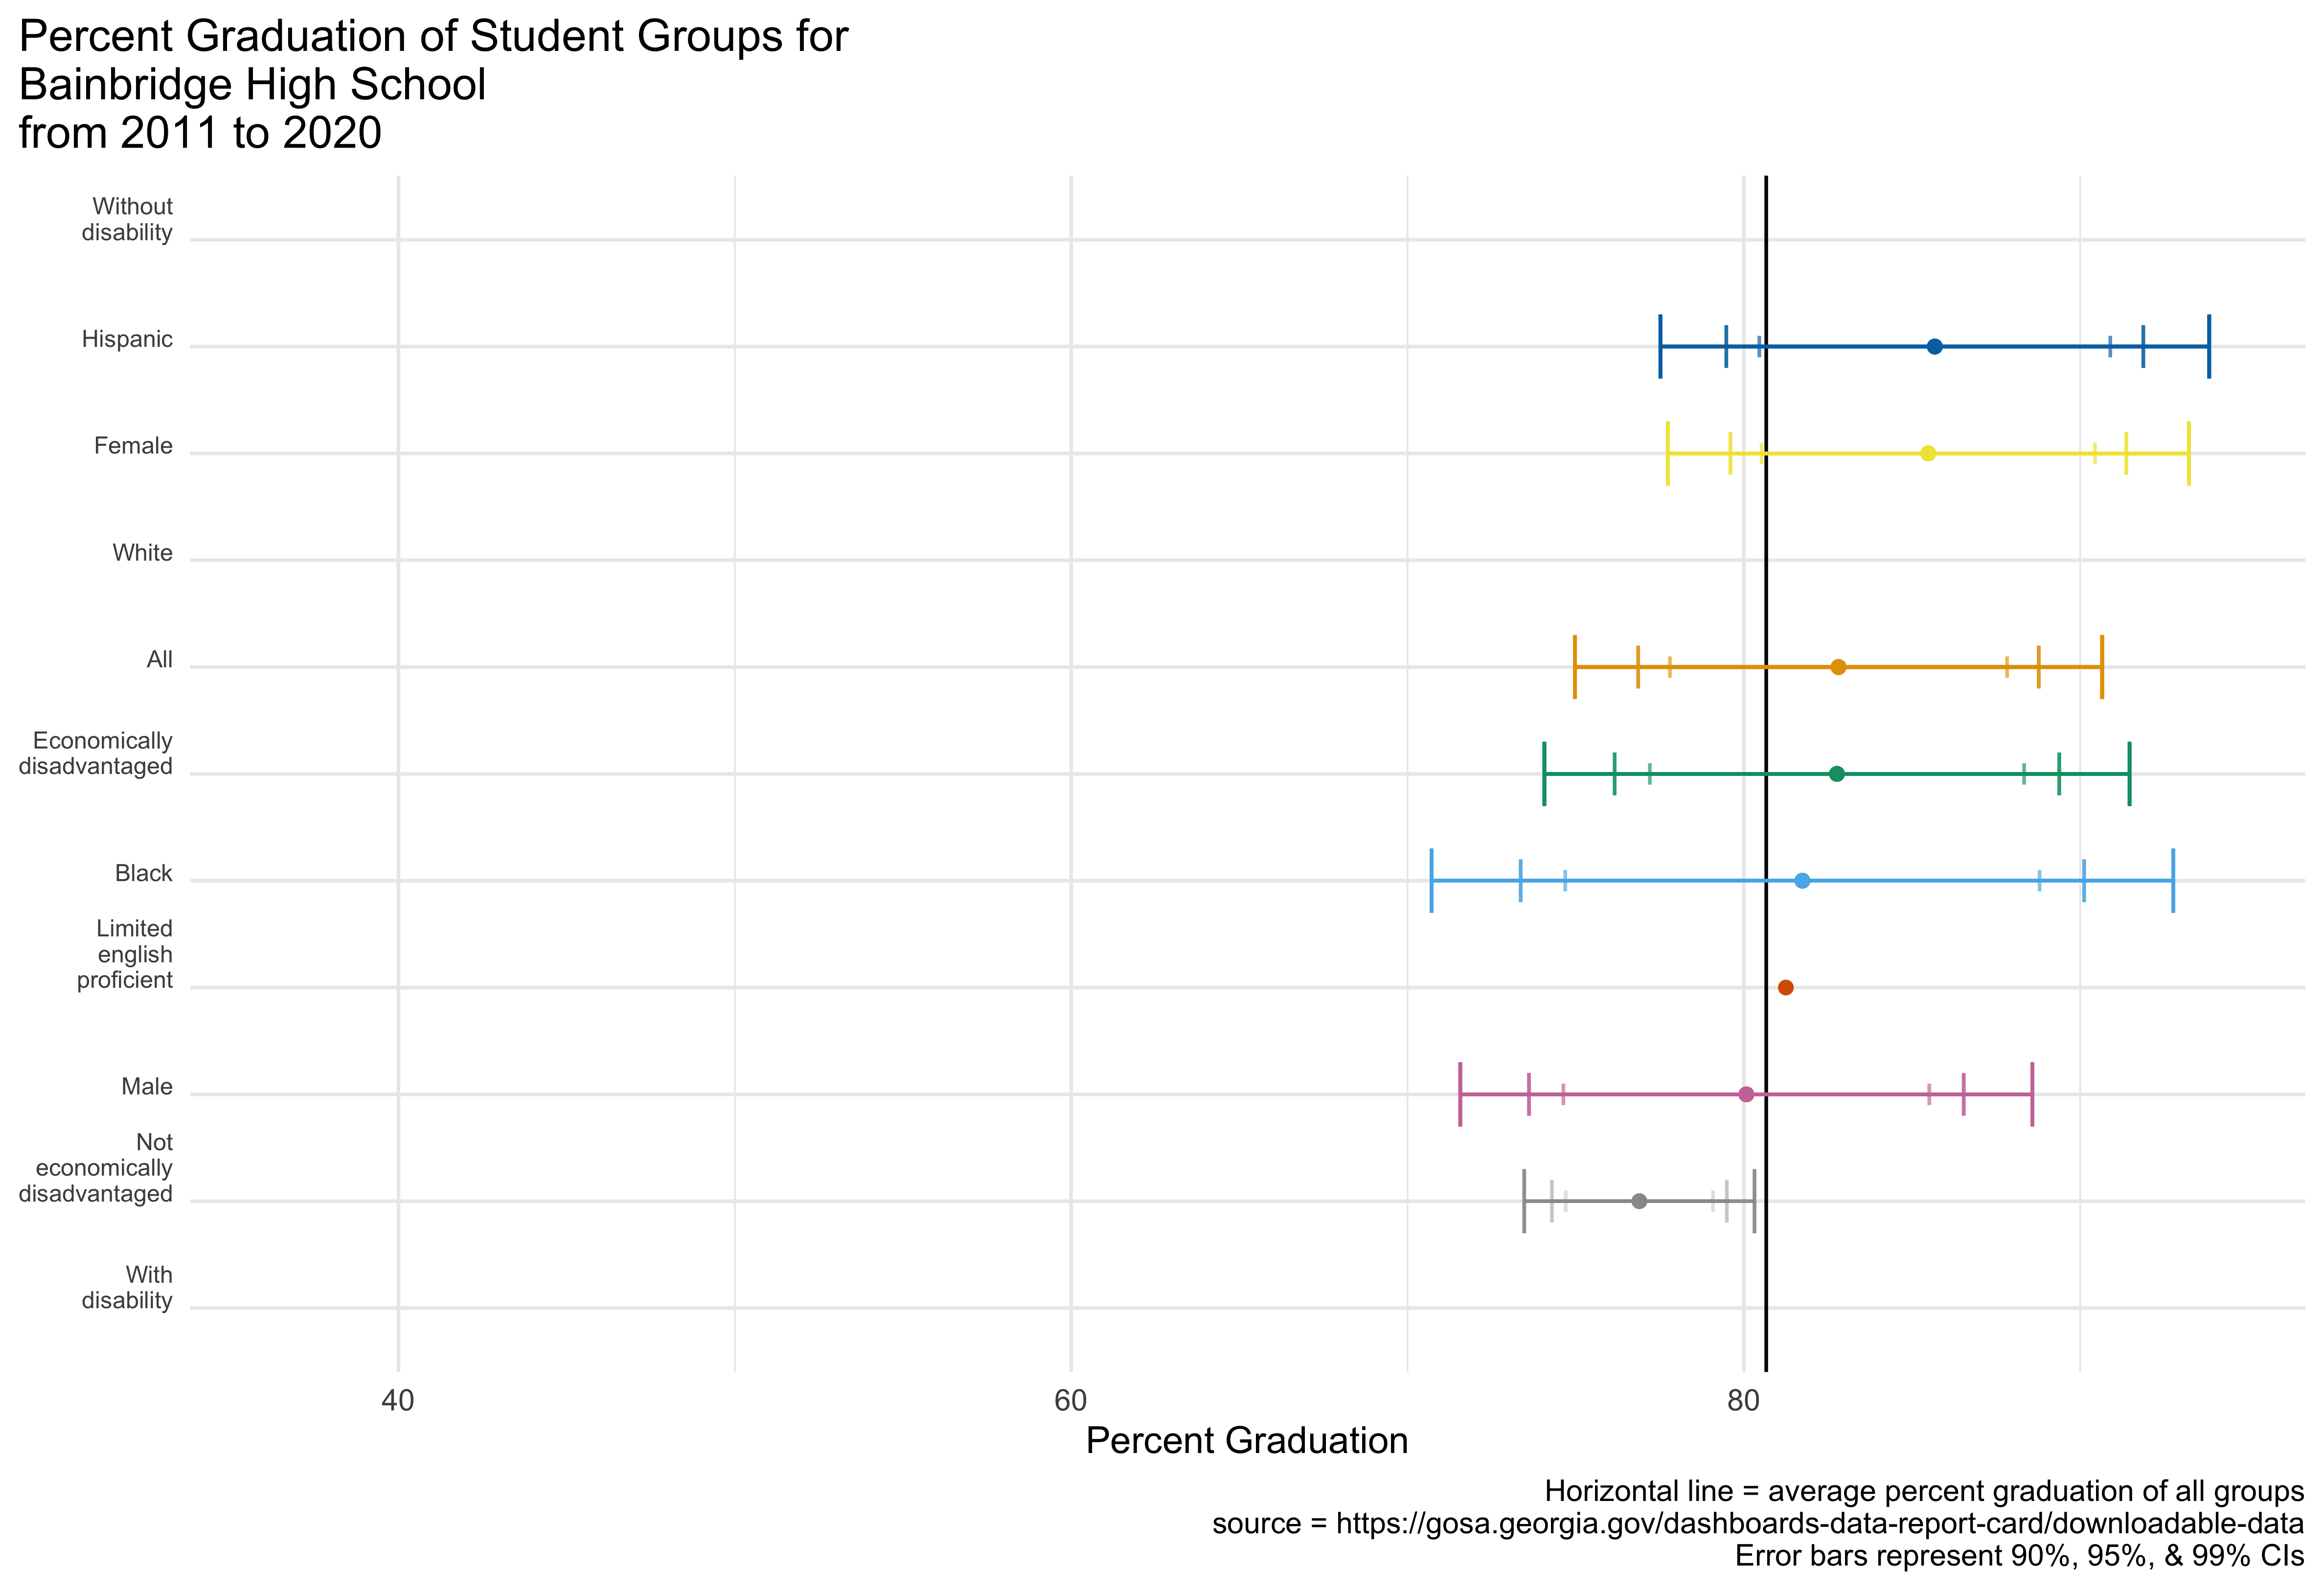 Percent Graduation of Student Groups for
Bainbridge High School
from 2011 to 2020
Without
disability
Hispanic
Female
White
All
Economically
disadvantaged
Black
Limited
english
proficient
Male
Not
economically
disadvantaged
With
disability
40 60 80
Percent Graduation
Horizontal line = average percent graduation of all groups
source = https://gosa.georgia.gov/dashboards-data-report-card/downloadable-data
Error bars represent 90%, 95%, & 99% CIs